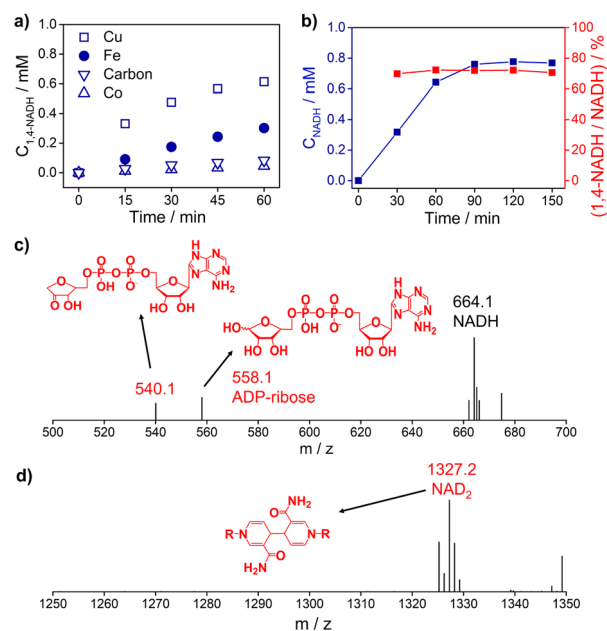 a)
C1,4-NADH / mM
1.0
0.8
0.6
0.4
0.2
0.0
Cu
Fe
Carbon
Co
0 15 30 45 60
Time / min
b)
CNADH / mM
1.0
0.8
0.6
0.4
0.2
0.0
100
80
60
40
20
0
(1,4-NADH / NADH) / %
0 30 60 90 120 150
Time / min
c)
O O
O O P O P O O
OH O-
O OH
OH OH
H
N N
N N
NH2
O O
HO O O P O P O O
OH O-
HO OH
OH OH
H
N N
N N
NH2
664.1
NADH
540.1
558.1
ADP-ribose
500 520 540 560 580 600 620 640 660 680 700
m / z
d)
1327.2
NAD2
NH2
O
R-N N-R
O
H2N
1250 1260 1270 1280 1290 1300 1310 1320 1330 1340 1350
m / z